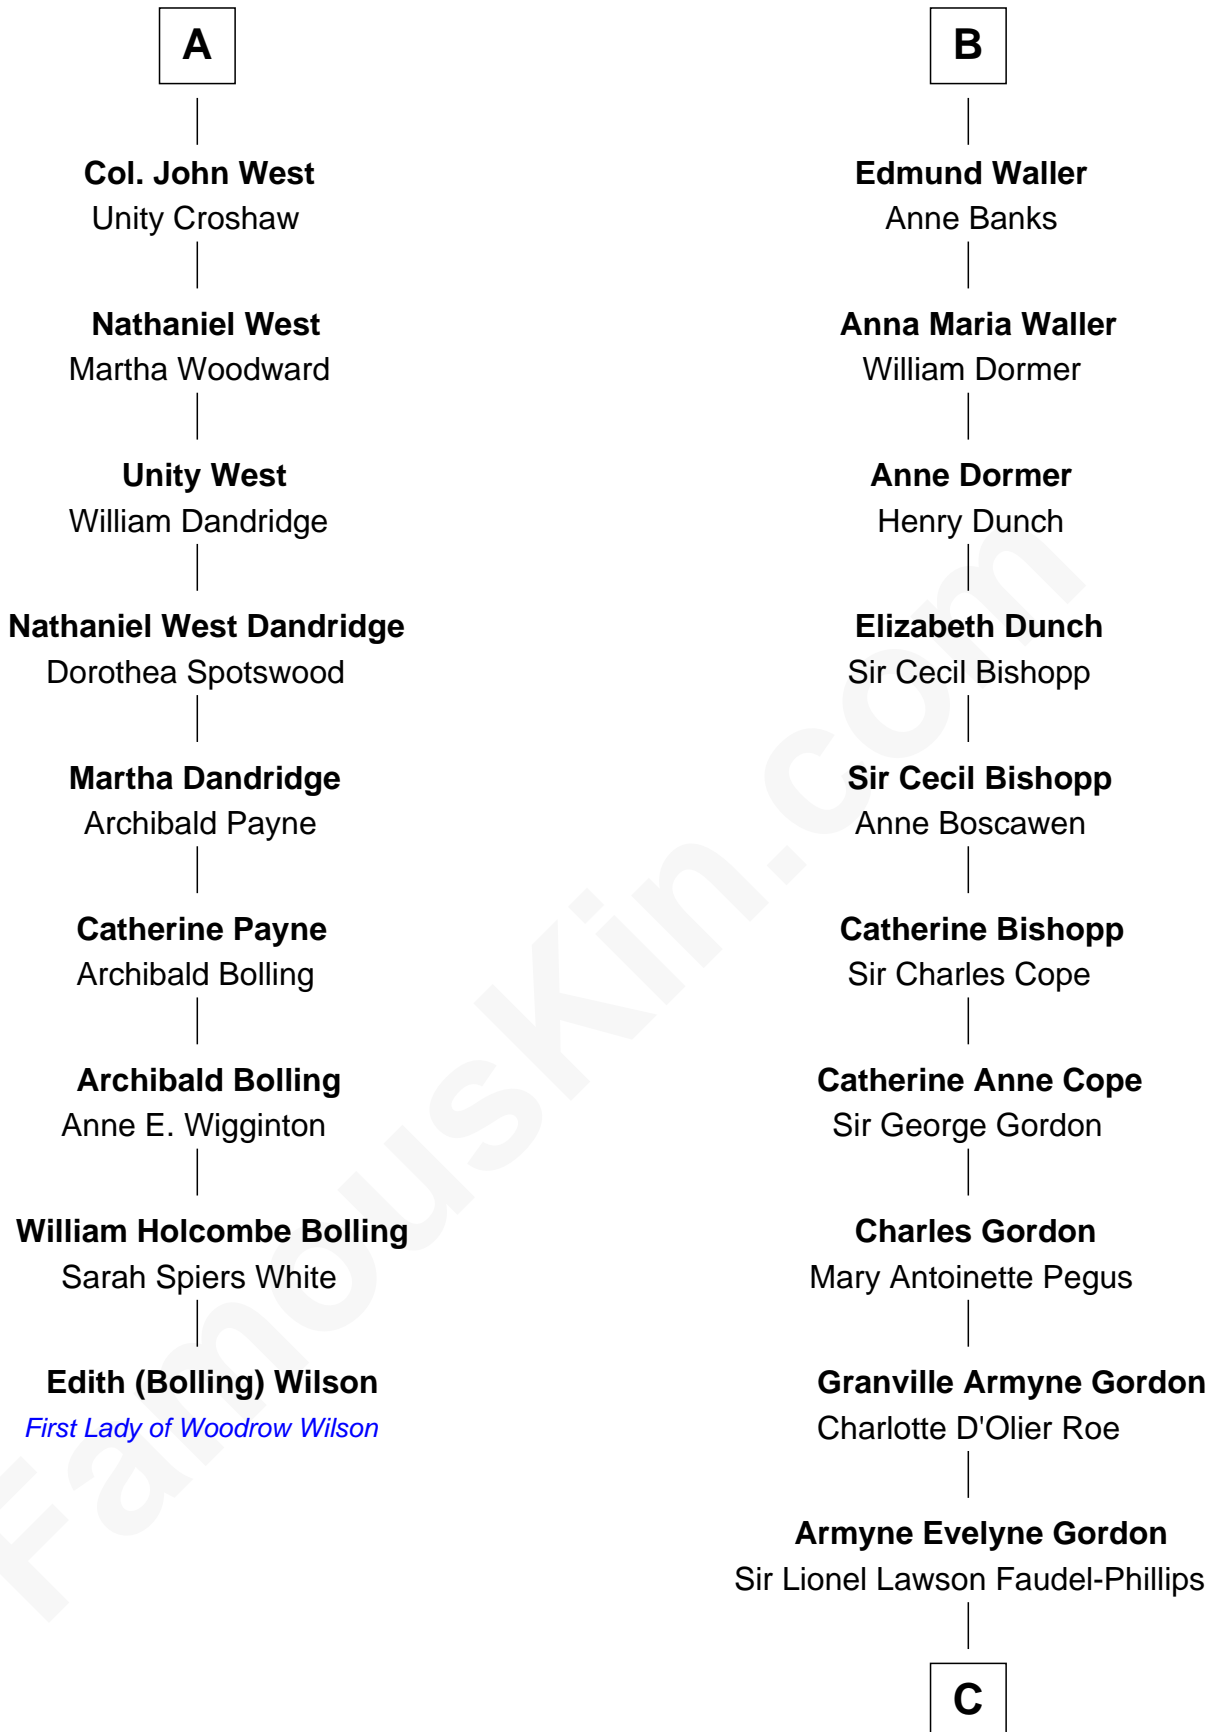 A
Col. John West
Unity Croshaw
Nathaniel West
Martha Woodward
Unity West
William Dandridge
Nathaniel West Dandridge
Dorothea Spotswood
Martha Dandridge
Archibald Payne
Catherine Payne
Archibald Bolling
Archibald Bolling
Anne E. Wigginton
William Holcombe Bolling
Sarah Spiers White
Edith (Bolling) Wilson
First Lady of Woodrow Wilson
B
Edmund Waller
Anne Banks
Anna Maria Waller
William Dormer
Anne Dormer
Henry Dunch
Elizabeth Dunch
Sir Cecil Bishopp
Sir Cecil Bishopp
Anne Boscawen
Catherine Bishopp
Sir Charles Cope
Catherine Anne Cope
Sir George Gordon
Charles Gordon
Mary Antoinette Pegus
Granville Armyne Gordon
Charlotte D'Olier Roe
Armyne Evelyne Gordon
Sir Lionel Lawson Faudel-Phillips
C
FamousKin.com